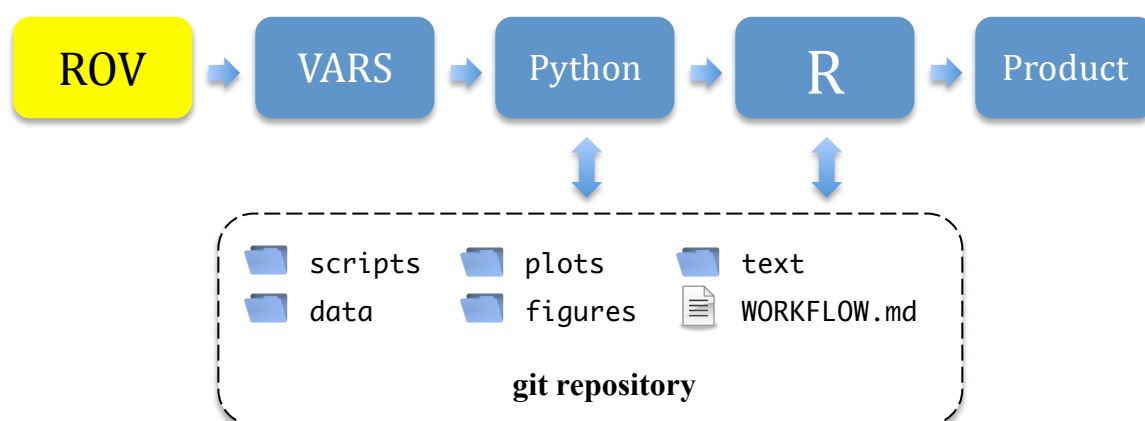 ROV VARS Python R Product
scripts plots text
data figures WORKFLOW.md
git repository